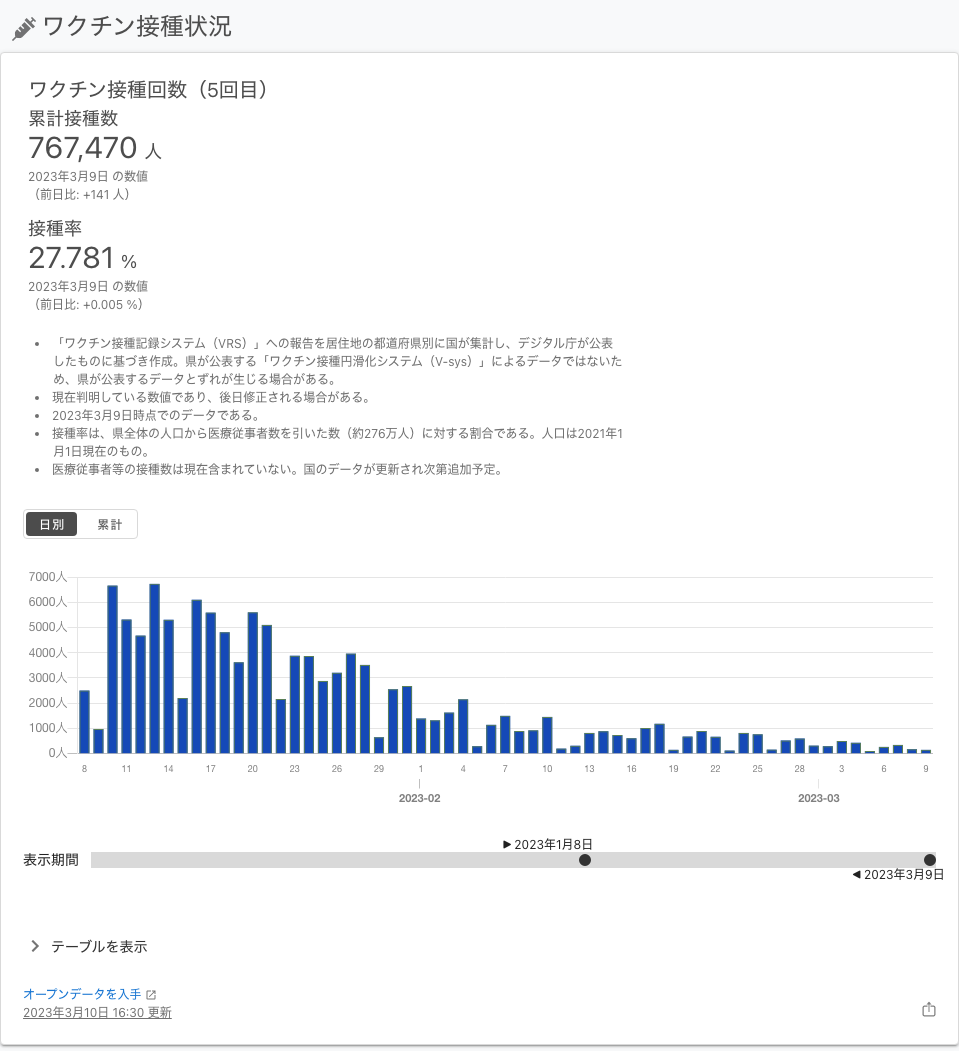 ワクチン接種状況
ワクチン接種回数（5回目）
累計接種数
767,470 人
2023年3月9日 の数値
（前日比: +141 人）
接種率
27.781 %
2023年3月9日 の数値
（前日比: +0.005 %）
• 「ワクチン接種記録システム（VRS）」への報告を居住地の都道府県別に国が集計し、デジタル庁が公表
したものに基づき作成。県が公表する「ワクチン接種円滑化システム（V-sys）」によるデータではないた
め、県が公表するデータとずれが生じる場合がある。
• 現在判明している数値であり、後日修正される場合がある。
• 2023年3月9日時点でのデータである。
• 接種率は、県全体の人口から医療従事者数を引いた数（約276万人）に対する割合である。人口は2021年1
月1日現在のもの。
• 医療従事者等の接種数は現在含まれていない。国のデータが更新され次第追加予定。
日別 累計
7000人
6000人
5000人
4000人
3000人
2000人
1000人
0人
8 11 14 17 20 23 26 29 1 4 7 10 13 16 19 22 25 28 3 6 9
2023-02 2023-03
▶ 2023年1月8日
表示期間
◀ 2023年3月9日
テーブルを表示
オープンデータを入手
2023年3月10日 16:30 更新